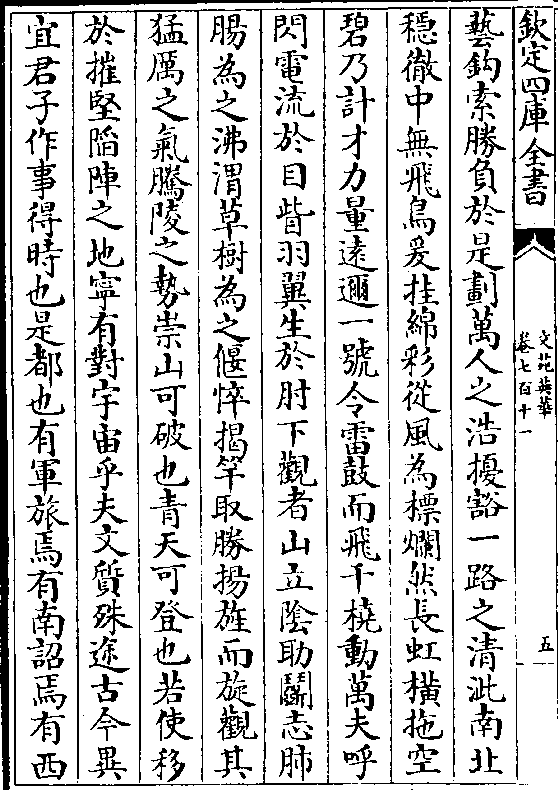 欽定四庫全書
文苑英華
卷七百十一
五
藝鈎索勝負於是劃萬人之浩擾豁一路之清泚南北
穩徹中無飛鳥爰挂綿彩從風為標爛然長虹横拖空
碧乃計才力量逺邇一號令雷鼓而飛千橈動萬夫呼
閃電流於目眥羽翼生於肘下觀者山立陰助鬭志肺
腸為之沸渭草樹為之偃悴揭竿取勝揚旌而旋觀其
猛厲之氣騰陵之勢崇山可破也青天可登也若使移
於摧堅陷陣之地寧有對宇宙乎夫文質殊途古今異
宜君子作事得時也是都也有軍旅焉有南詔焉有西